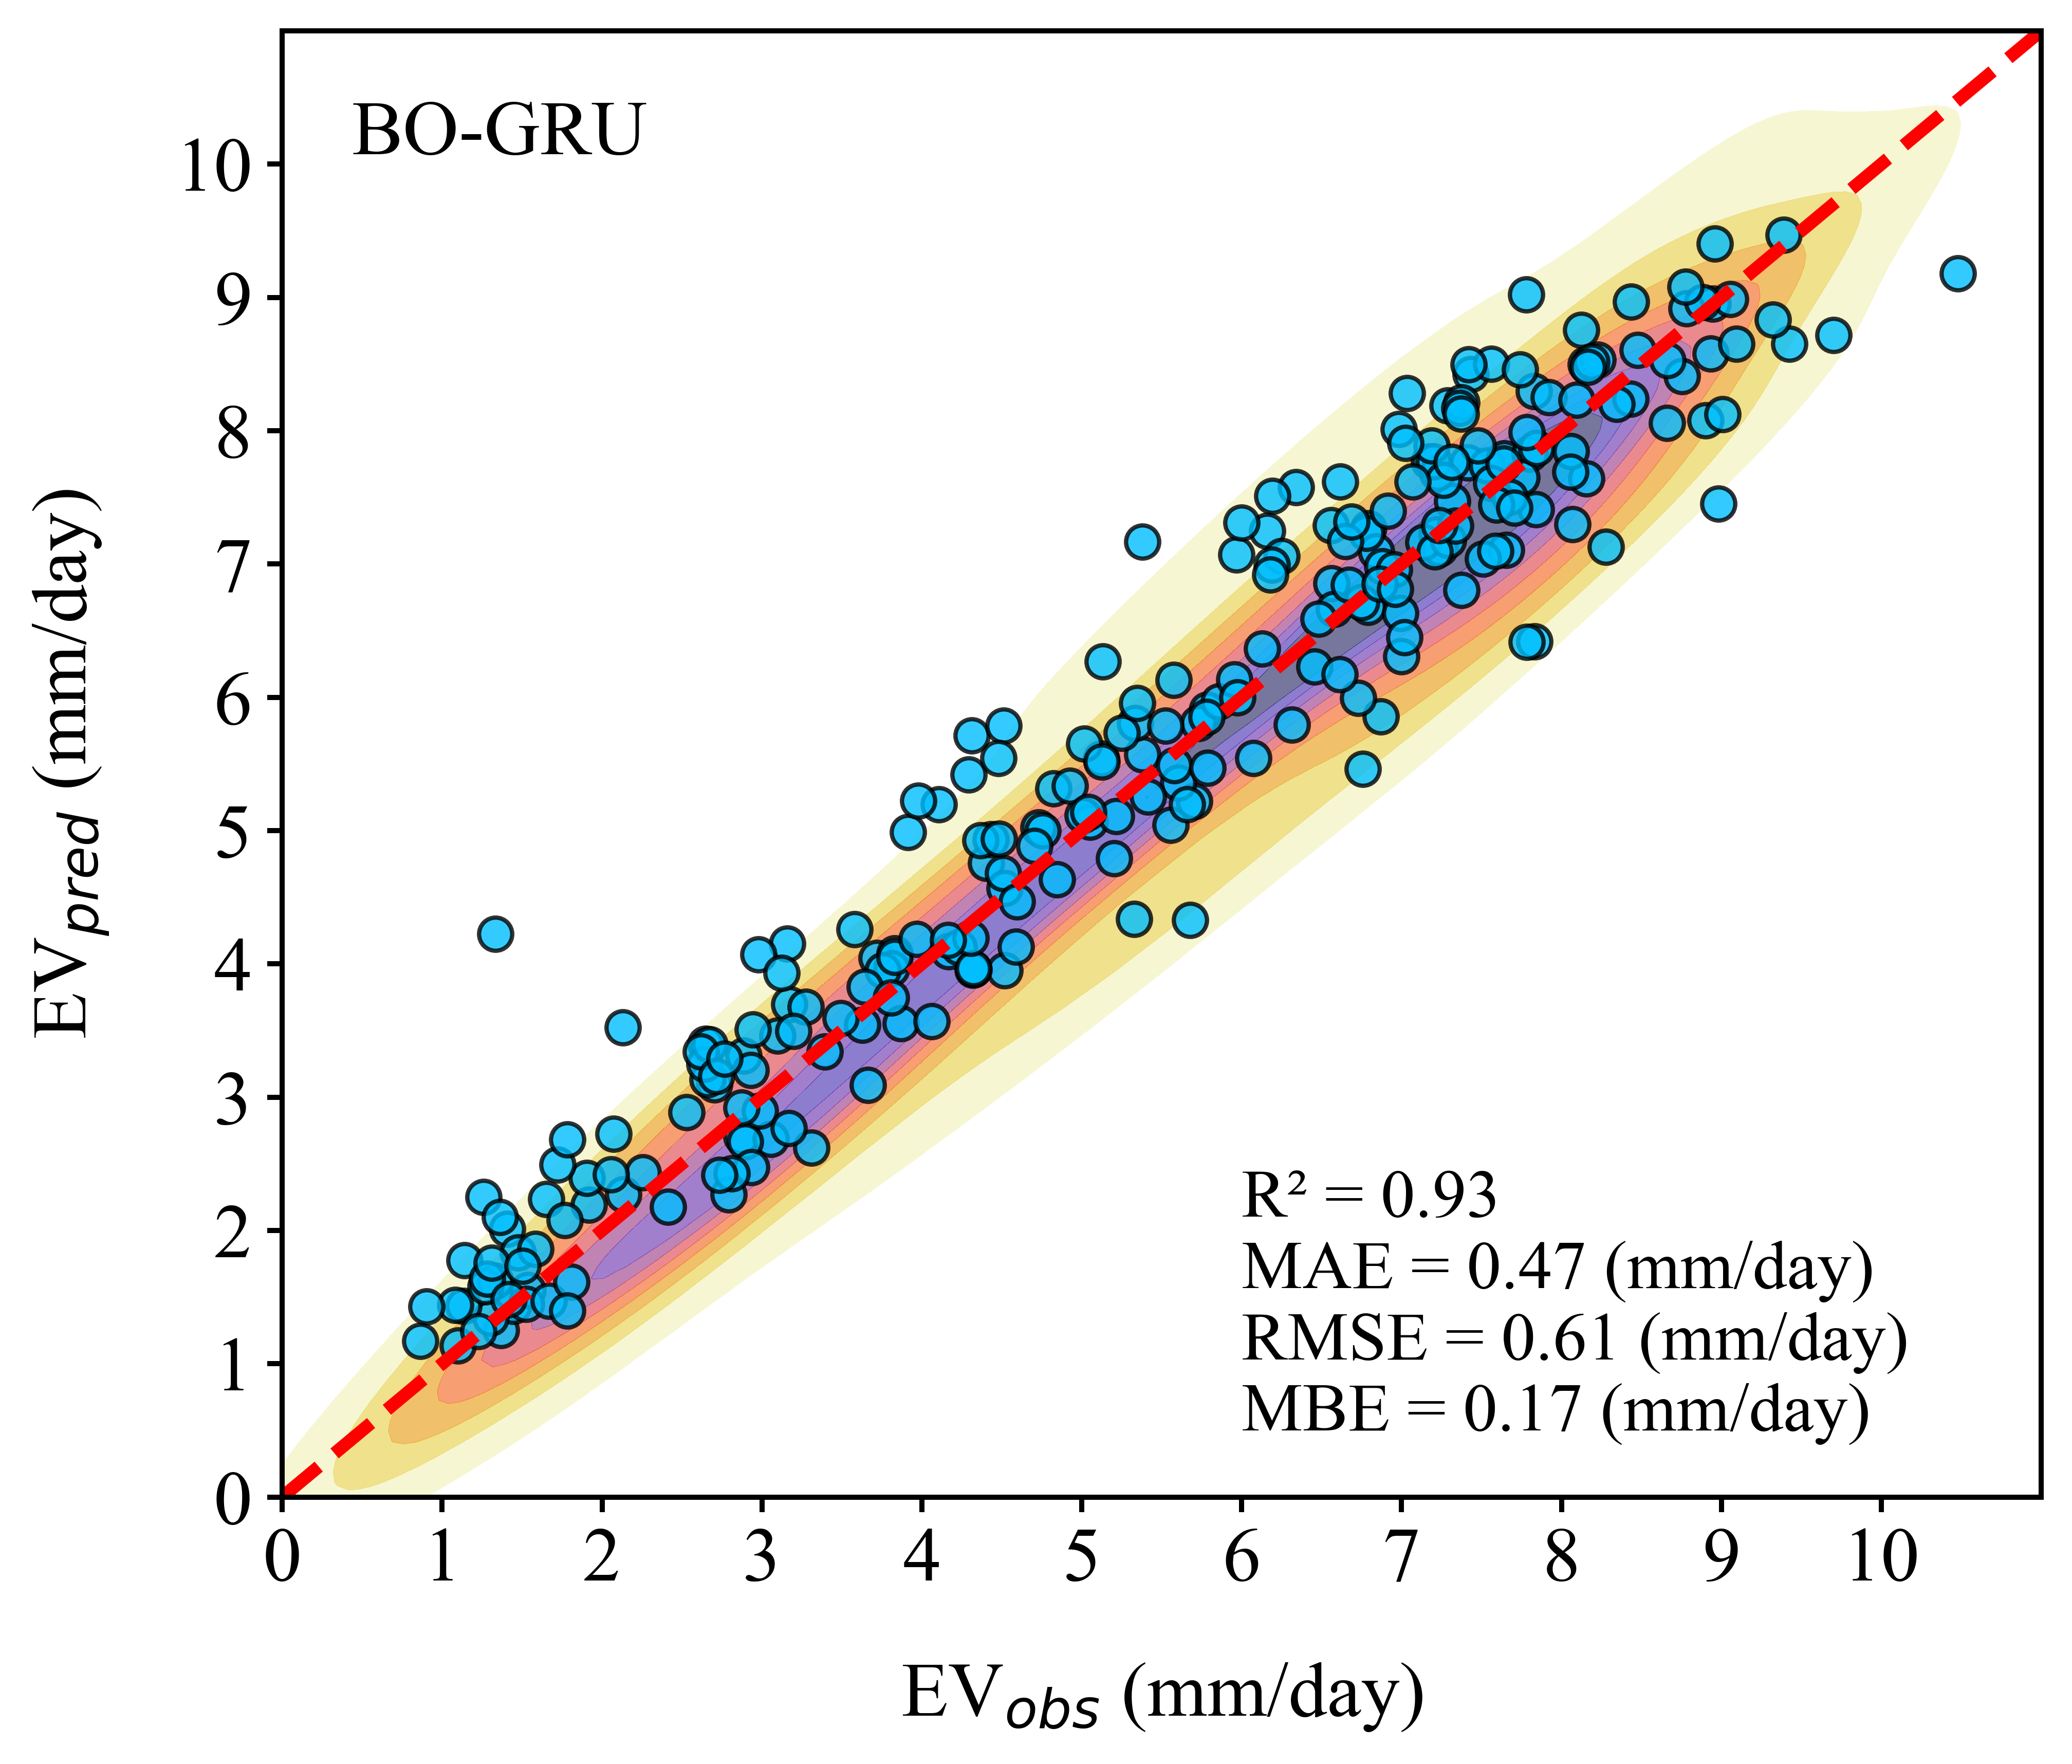 BO-GRU
10
9
8
7
6
5
4
3
2
1
0
EV_pred (mm/day)
R² = 0.93
MAE = 0.47 (mm/day)
RMSE = 0.61 (mm/day)
MBE = 0.17 (mm/day)
0 1 2 3 4 5 6 7 8 9 10
EV_obs (mm/day)